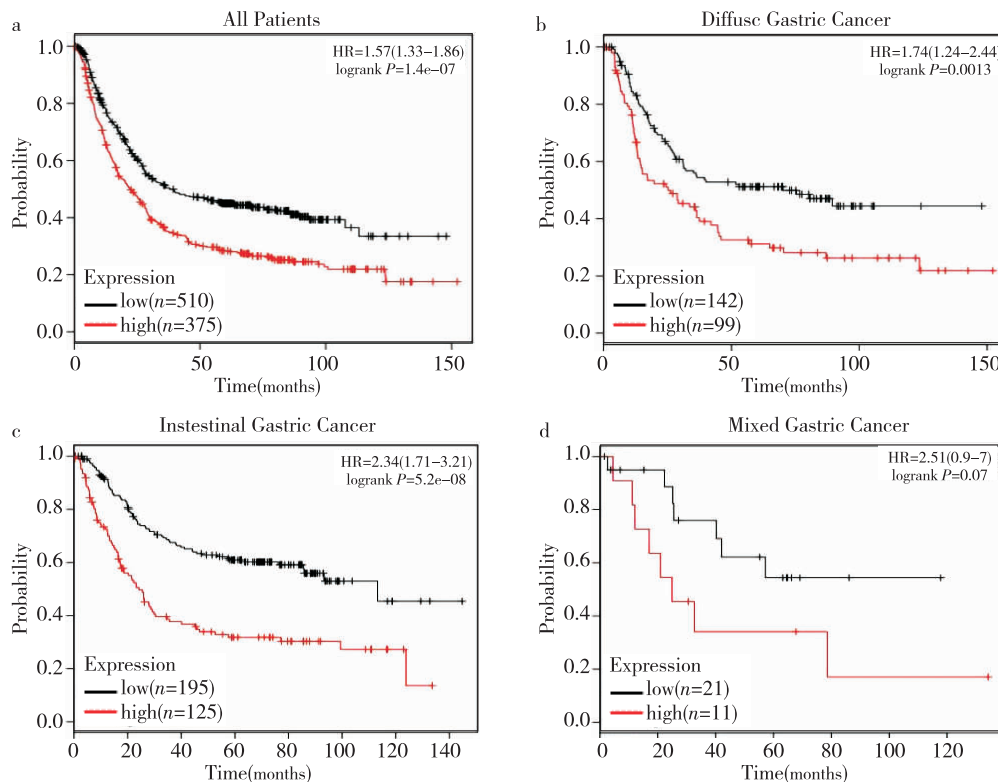 a
All Patients
HR=1.57(1.33−1.86)
logrank P=1.4e−07
1.0
0.8
0.6
0.4
0.2
0.0
Probability
Expression
low(n=510)
high(n=375)
0 50 100 150
Time(months)
b
Diffusc Gastric Cancer
HR=1.74(1.24−2.44)
logrank P=0.0013
1.0
0.8
0.6
0.4
0.2
0.0
Probability
Expression
low(n=142)
high(n=99)
0 50 100 150
Time(months)
c
Instestinal Gastric Cancer
HR=2.34(1.71−3.21)
logrank P=5.2e−08
1.0
0.8
0.6
0.4
0.2
0.0
Probability
Expression
low(n=195)
high(n=125)
0 20 40 60 80 100 140
Time(months)
d
Mixed Gastric Cancer
HR=2.51(0.9−7)
logrank P=0.07
1.0
0.8
0.6
0.4
0.2
0.0
Probability
Expression
low(n=21)
high(n=11)
0 20 40 60 80 100 120
Time(months)